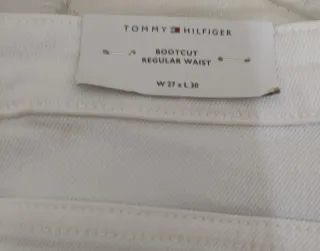 TOMMY HILFIGER
BOOTCUT
REGULAR WAIST
W 27 x L 30